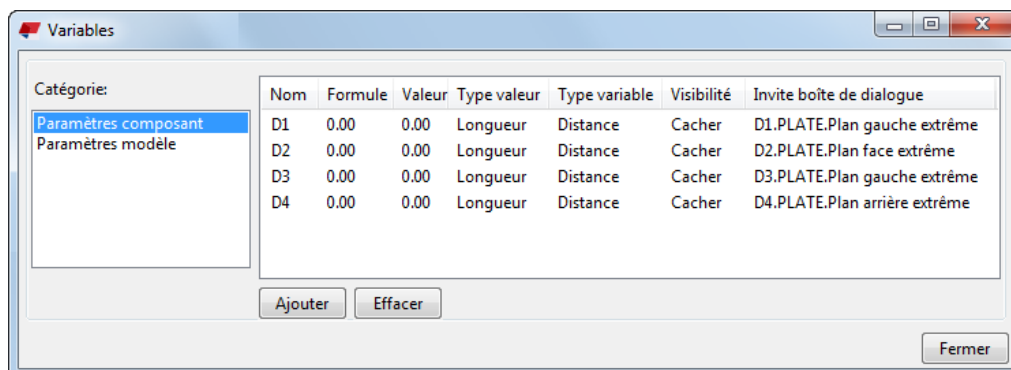 Variables
Catégorie:
Paramètres composant
Paramètres modèle
Nom Formule Valeur Type valeur Type variable Visibilité Invite boîte de dialogue
D1 0.00 0.00 Longueur Distance Cacher D1.PLATE.Plan gauche extrême
D2 0.00 0.00 Longueur Distance Cacher D2.PLATE.Plan face extrême
D3 0.00 0.00 Longueur Distance Cacher D3.PLATE.Plan gauche extrême
D4 0.00 0.00 Longueur Distance Cacher D4.PLATE.Plan arrière extrême
Ajouter Effacer
Fermer